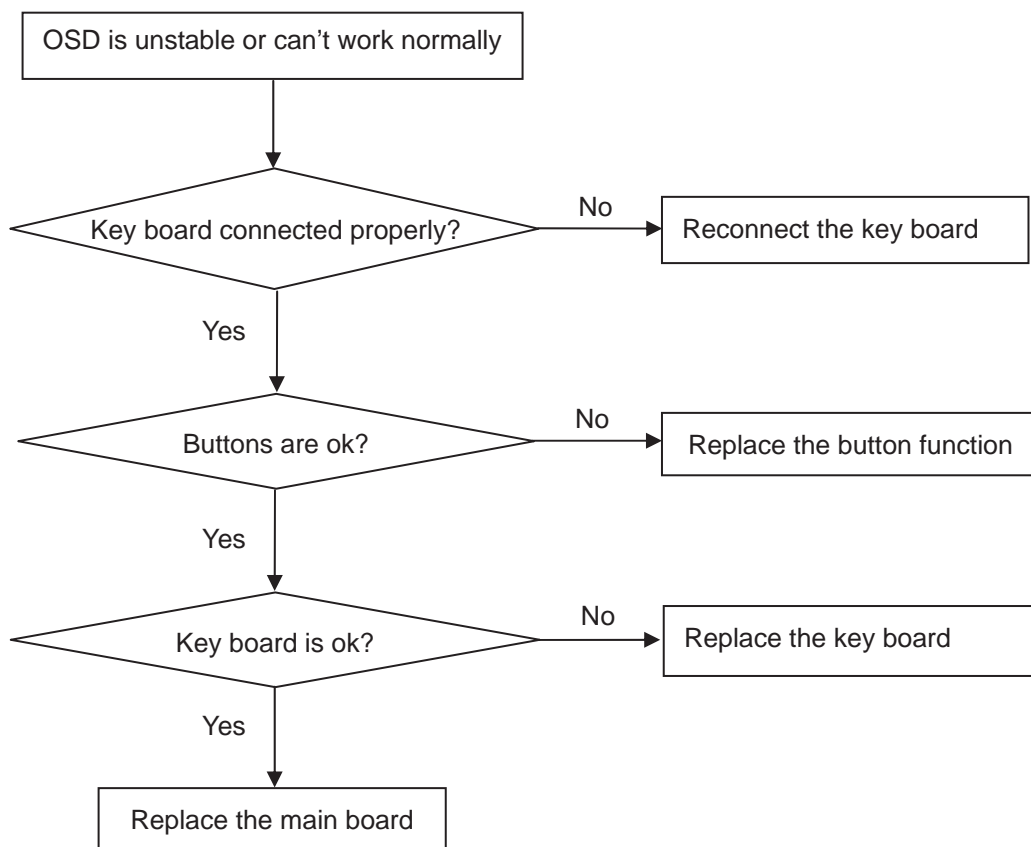 OSD is unstable or can’t work normally
Key board connected properly?
No
Reconnect the key board
Yes
Buttons are ok?
No
Replace the button function
Yes
Key board is ok?
No
Replace the key board
Yes
Replace the main board